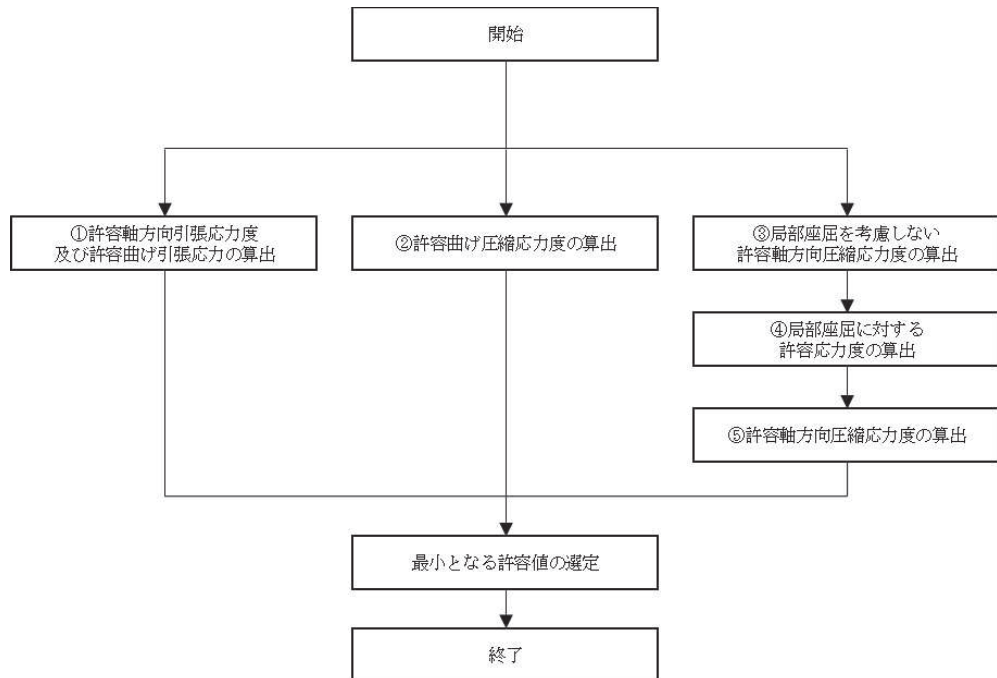 開始
①許容軸方向引張応力度
及び許容曲げ引張応力の算出
②許容曲げ圧縮応力度の算出
③局部座屈を考慮しない
許容軸方向圧縮応力度の算出
④局部座屈に対する
許容応力度の算出
⑤許容軸方向圧縮応力度の算出
最小となる許容値の選定
終了